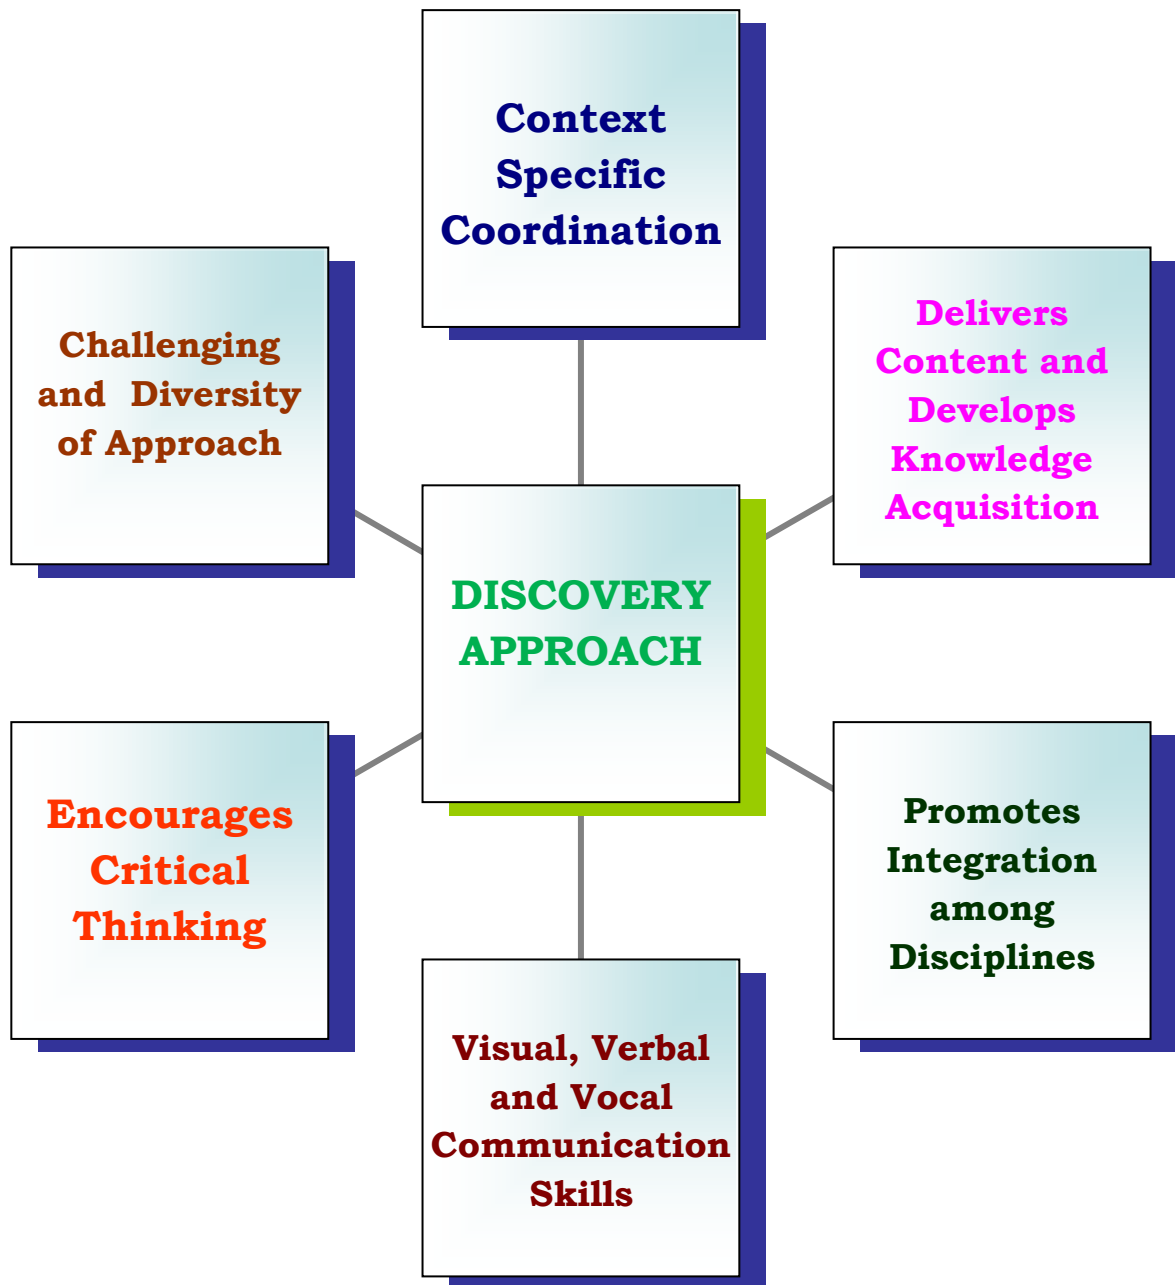 Context
Specific
Coordination
Challenging
and  Diversity
of Approach
Delivers
Content and
Develops
Knowledge
Acquisition
DISCOVERY
APPROACH
Encourages
Critical
Thinking
Promotes
Integration
among
Disciplines
Visual, Verbal
and Vocal
Communication
Skills